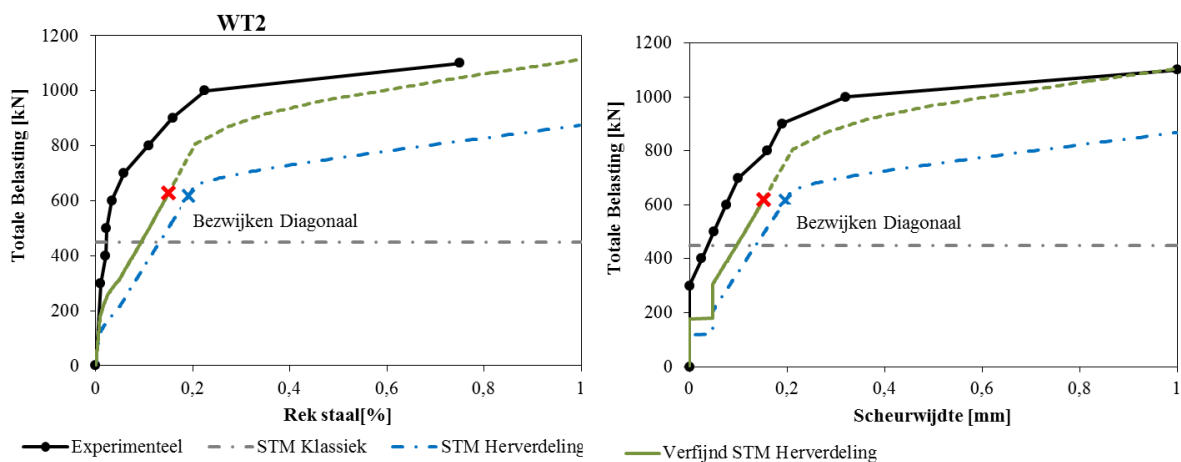 WT2
Totale Belasting [kN]
1200
1000
800
600
400
200
0
Bezwijken Diagonaal
0 0,2 0,4 0,6 0,8 1
Rek staal[%]
Totale Belasting [kN]
1200
1000
800
600
400
200
0
Bezwijken Diagonaal
0 0,2 0,4 0,6 0,8 1
Scheurwijdte [mm]
Experimenteel STM Klassiek STM Herverdeling Verfijnd STM Herverdeling